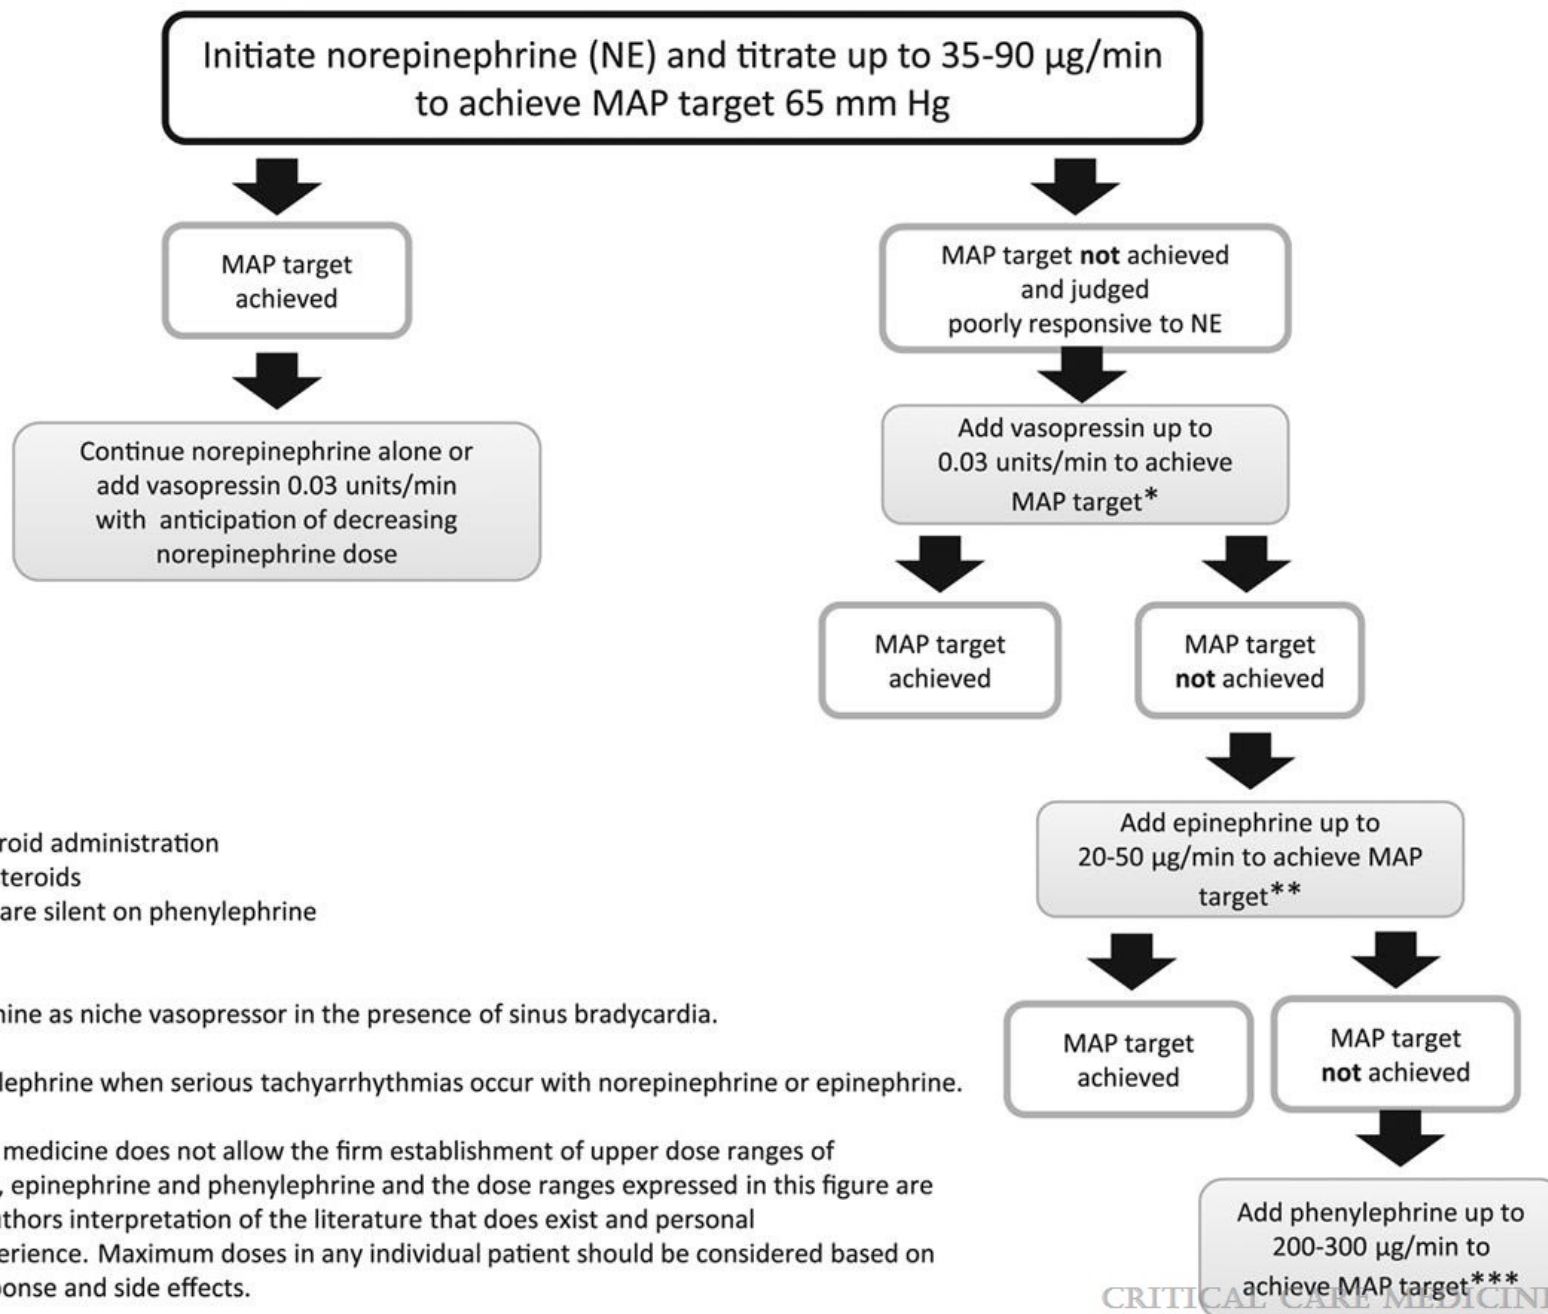 Initiate norepinephrine (NE) and titrate up to 35-90 µg/min
to achieve MAP target 65 mm Hg
MAP target
achieved
MAP target not achieved
and judged
poorly responsive to NE
Continue norepinephrine alone or
add vasopressin 0.03 units/min
with anticipation of decreasing
norepinephrine dose
Add vasopressin up to
0.03 units/min to achieve
MAP target*
MAP target
achieved
MAP target
not achieved
Add epinephrine up to
20-50 µg/min to achieve MAP
target**
MAP target
achieved
MAP target
not achieved
Add phenylephrine up to
200-300 µg/min to
achieve MAP target***
roid administration
teroids
are silent on phenylephrine
nine as niche vasopressor in the presence of sinus bradycardia.
lephrine when serious tachyarrhythmias occur with norepinephrine or epinephrine.
medicine does not allow the firm establishment of upper dose ranges of
, epinephrine and phenylephrine and the dose ranges expressed in this figure are
uthors interpretation of the literature that does exist and personal
erience. Maximum doses in any individual patient should be considered based on
onse and side effects.
CRITICAL CARE MEDICINE